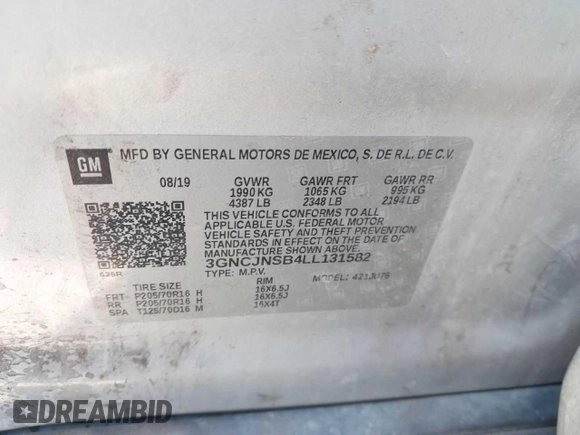 GM MFD BY GENERAL MOTORS DE MEXICO, S. DE R.L. DE C.V.
08/19 GVWR GAWR FRT GAWR RR
1990 KG 1065 KG 995 KG
4387 LB 2348 LB 2194 LB
THIS VEHICLE CONFORMS TO ALL
APPLICABLE U.S. FEDERAL MOTOR
VEHICLE SAFETY AND THEFT PREVENTION
STANDARDS IN EFFECT ON THE DATE
OF MANUFACTURE SHOWN ABOVE.
3GNCJNSB4LL131582
TYPE: M.P.V. MODEL: 421JU76
TIRE SIZE RIM
FRT- P205/70R16 H 16X6.5J
RR P205/70R16 H 16X6.5J
SPA T125/70D16 M 16X4T
DREAMBID